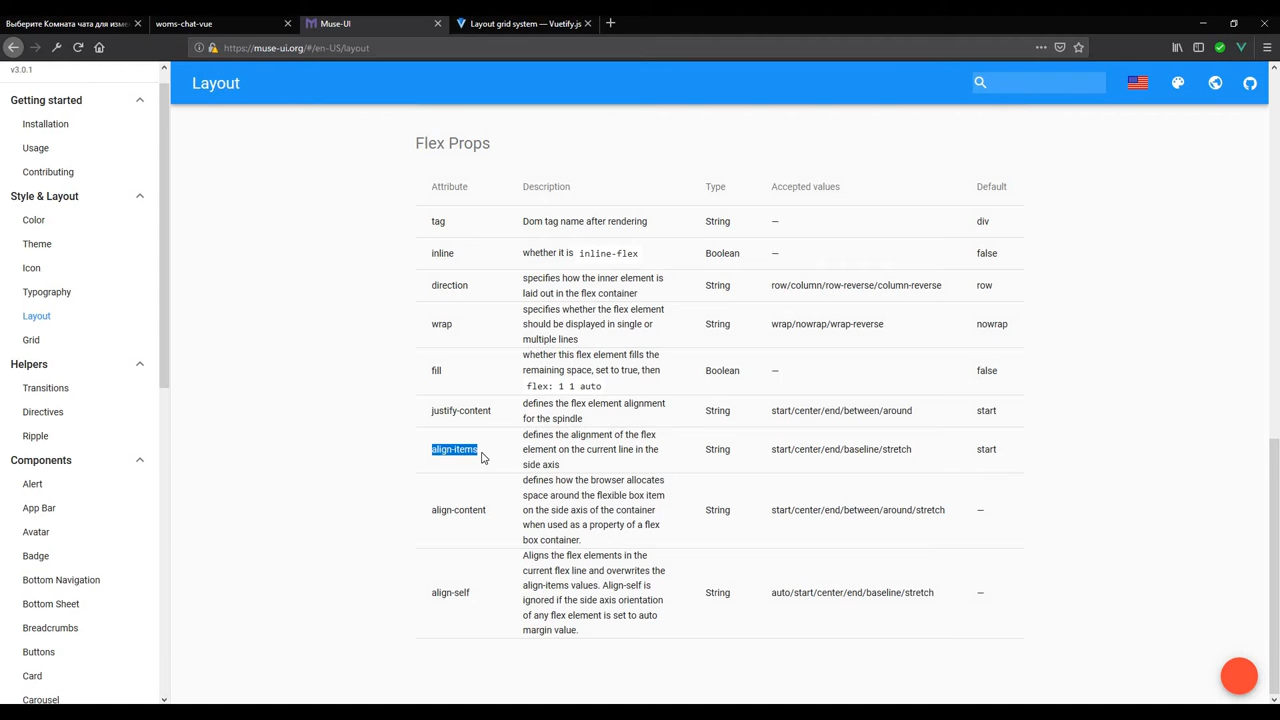 Выберите Комната чата для изме
woms-chat-vue
Muse-UI
Layout grid system — Vuetify.js
https://muse-ui.org/#/en-US/layout
v3.0.1
Getting started
Installation
Usage
Contributing
Style & Layout
Color
Theme
Icon
Typography
Layout
Grid
Helpers
Transitions
Directives
Ripple
Components
Alert
App Bar
Avatar
Badge
Bottom Navigation
Bottom Sheet
Breadcrumbs
Buttons
Card
Carousel
Layout
Flex Props
Attribute Description Type Accepted values Default
tag Dom tag name after rendering String — div
inline whether it is inline-flex Boolean — false
direction specifies how the inner element is
laid out in the flex container String row/column/row-reverse/column-reverse row
wrap specifies whether the flex element
should be displayed in single or
multiple lines String wrap/nowrap/wrap-reverse nowrap
fill whether this flex element fills the
remaining space, set to true, then
flex: 1 1 auto Boolean — false
justify-content defines the flex element alignment
for the spindle String start/center/end/between/around start
align-items defines the alignment of the flex
element on the current line in the
side axis String start/center/end/baseline/stretch start
align-content defines how the browser allocates
space around the flexible box item
on the side axis of the container
when used as a property of a flex
box container. String start/center/end/between/around/stretch —
align-self Aligns the flex elements in the
current flex line and overwrites the
align-items values. Align-self is
ignored if the side axis orientation
of any flex element is set to auto
margin value. String auto/start/center/end/baseline/stretch —